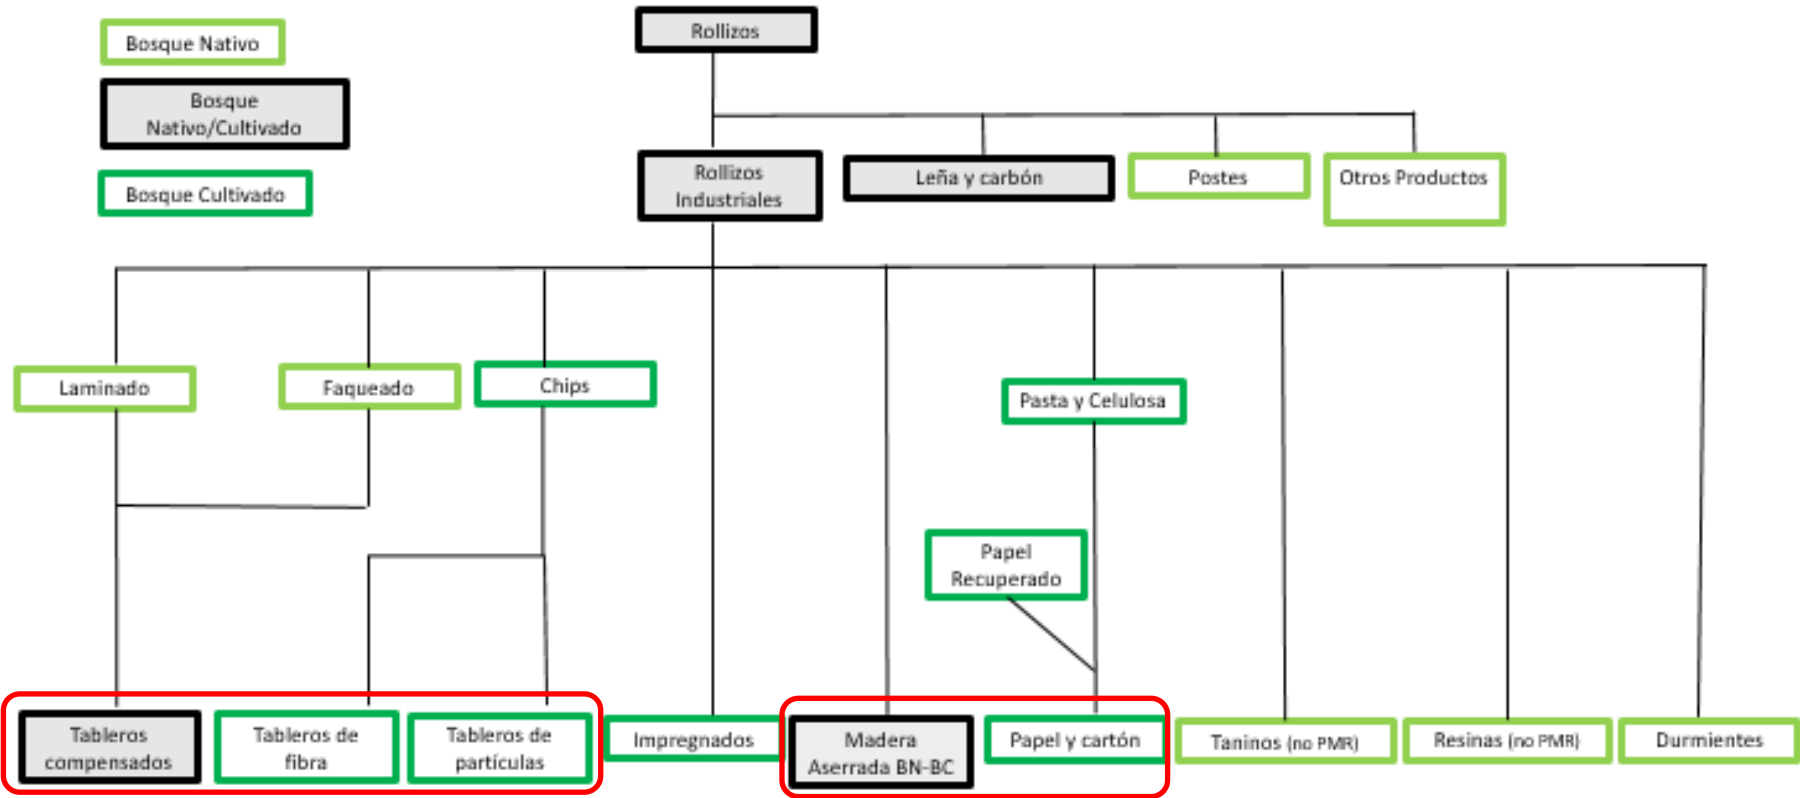 Rollizos
Bosque Nativo
Bosque
Nativo/Cultivado
Bosque Cultivado
Rollizos
Industriales
Leña y carbón
Postes
Otros Productos
Laminado
Faqueado
Chips
Pasta y Celulosa
Papel
Recuperado
Tableros
compensados
Tableros de
fibra
Tableros de
partículas
Impregnados
Madera
Aserrada BN-BC
Papel y cartón
Taninos (no PMR)
Resinas (no PMR)
Durmientes